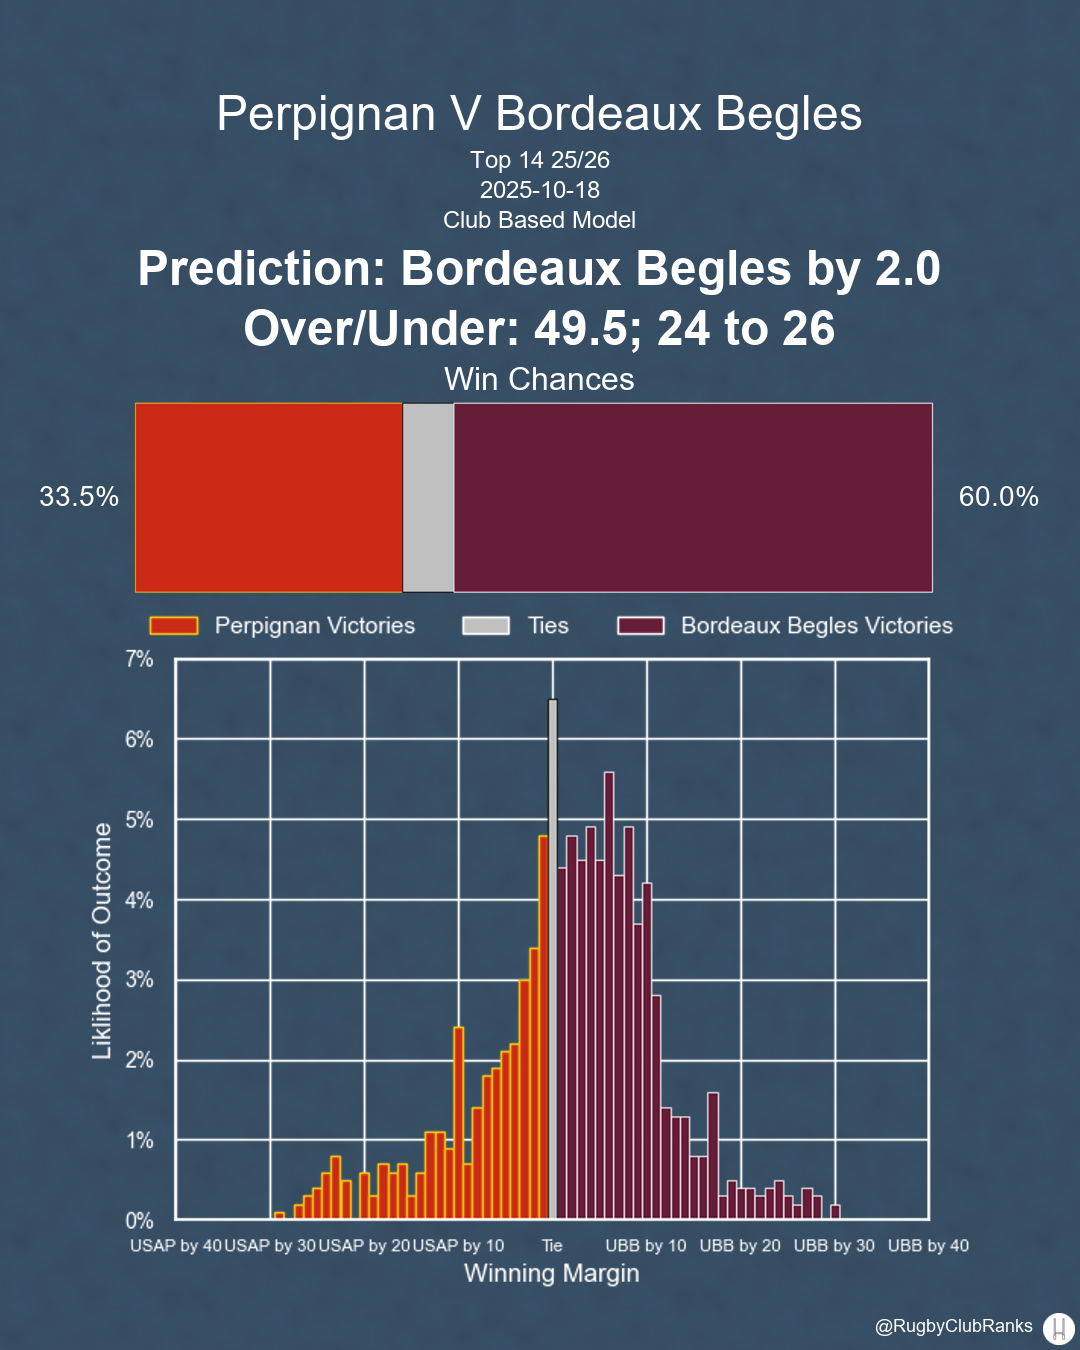 Perpignan V Bordeaux Begles
Top 14 25/26
2025-10-18
Club Based Model
Prediction: Bordeaux Begles by 2.0
Over/Under: 49.5; 24 to 26
Win Chances
33.5%
60.0%
Perpignan Victories
Ties
Bordeaux Begles Victories
7%
6%
5%
4%
3%
2%
1%
0%
Liklihood of Outcome
USAP by 40
USAP by 30
USAP by 20
USAP by 10
Tie
UBB by 10
UBB by 20
UBB by 30
UBB by 40
Winning Margin
@RugbyClubRanks